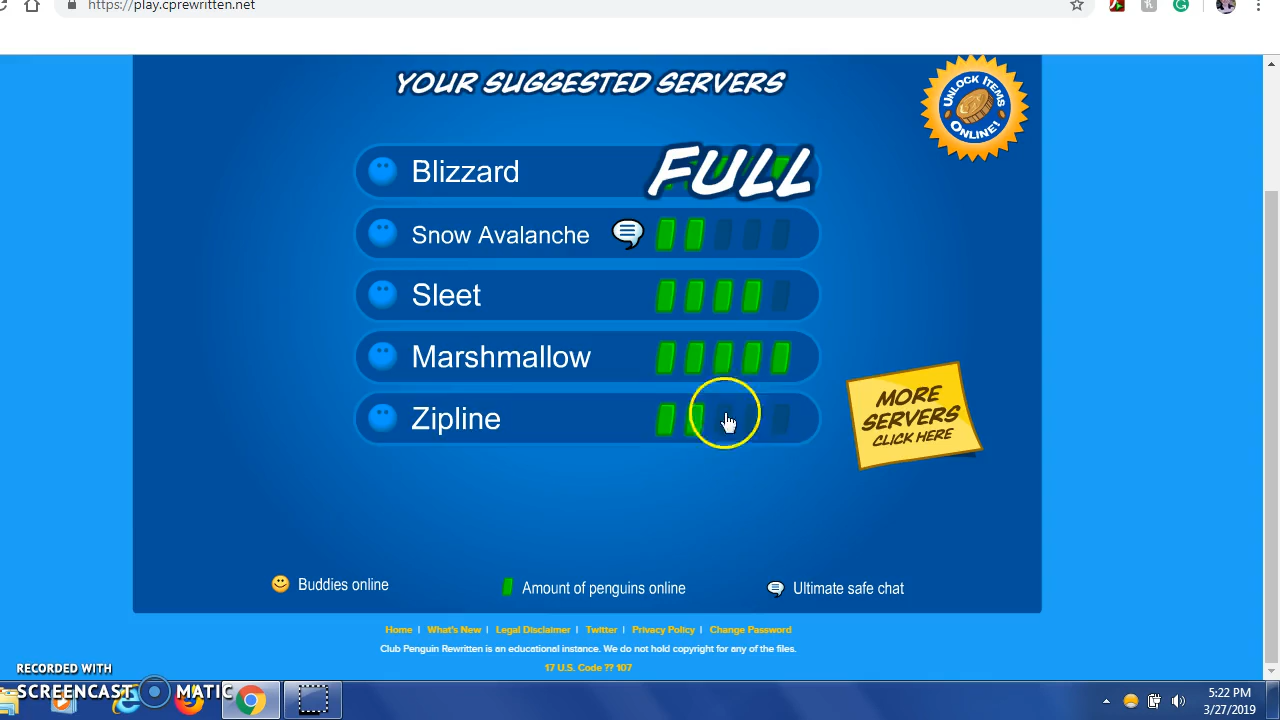 https://play.cprewritten.net
YOUR SUGGESTED SERVERS
UNLOCK ITEMS
ONLINE!
Blizzard
FULL
Snow Avalanche
Sleet
Marshmallow
Zipline
MORE
SERVERS
CLICK HERE
Buddies online
Amount of penguins online
Ultimate safe chat
Home | What's New | Legal Disclaimer | Twitter | Privacy Policy | Change Password
Club Penguin Rewritten is an educational instance. We do not hold copyright for any of the files.
17 U.S. Code ?? 107
RECORDED WITH
SCREENCAST MATIC
5:22 PM
3/27/2019